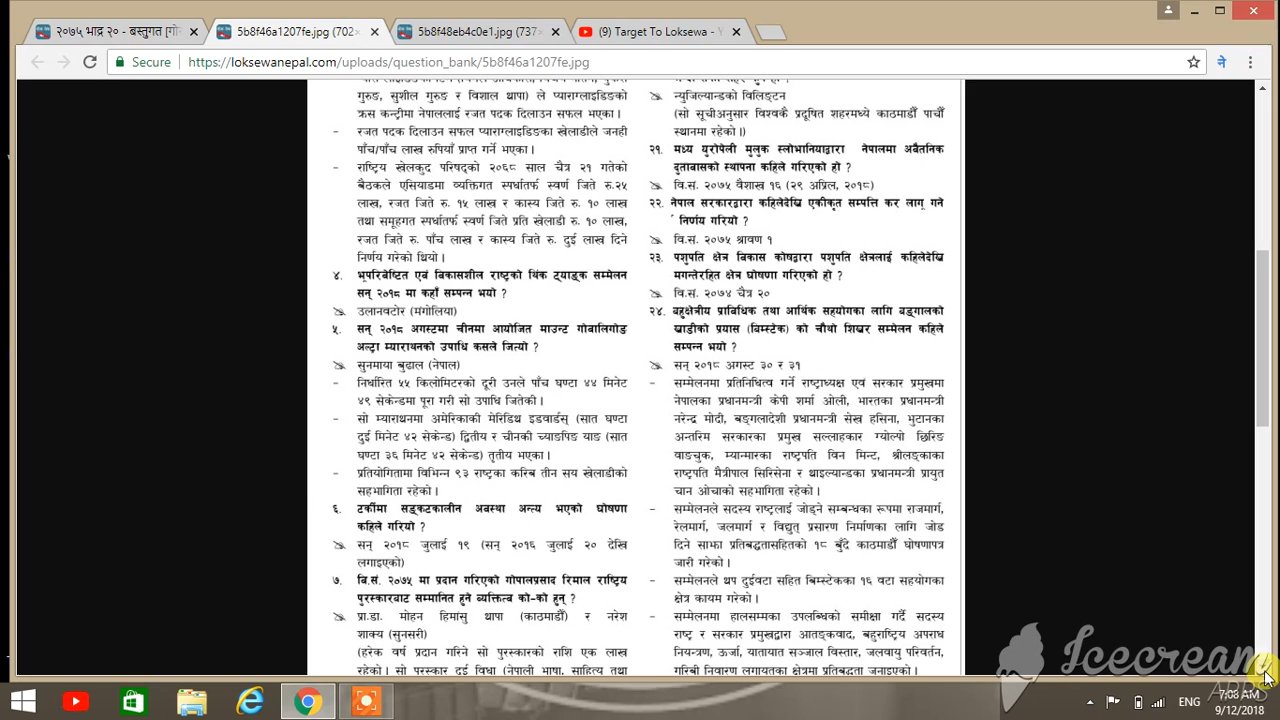 २०७५ भाद्र २० - बस्तुगत [गो
5b8f46a1207fe.jpg (702×
5b8f48eb4c0e1.jpg (737×
(9) Target To Loksewa - Y
Secure
https://loksewanepal.com/uploads/question_bank/5b8f46a1207fe.jpg
गुरुङ, सुशील गुरुङ र विशाल थापा) ले प्याराग्लाइडिङको
क्रस कन्ट्रीमा नेपाललाई रजत पदक दिलाउन सफल भएका।
- रजत पदक दिलाउन सफल प्याराग्लाइडिङका खेलाडीले जनही
पाँच/पाँच लाख रुपियाँ प्राप्त गर्ने भएका।
- राष्ट्रिय खेलकुद परिषद्को २०६८ साल चैत्र २१ गतेको
बैठकले एसियाडमा व्यक्तिगत स्पर्धातर्फ स्वर्ण जिते रु.२५
लाख, रजत जिते रु. १५ लाख र कास्य जिते रु. १० लाख
तथा समूहगत स्पर्धातर्फ स्वर्ण जिते प्रति खेलाडी रु. १० लाख,
रजत जिते रु. पाँच लाख र कास्य जिते रु. दुई लाख दिने
निर्णय गरेको थियो।
४. भूपरिवेष्टित एवं विकासशील राष्ट्रको थिंक ट्याङ्क सम्मेलन
सन् २०१८ मा कहाँ सम्पन्न भयो ?
उलानवटोर (मंगोलिया)
५. सन् २०१८ अगस्टमा चीनमा आयोजित माउन्ट गोबालिगोङ
अल्ट्रा म्याराथनको उपाधि कसले जित्यो ?
सुनमाया बुढाल (नेपाल)
- निर्धारित ५५ किलोमिटरको दूरी उनले पाँच घण्टा ४४ मिनेट
४९ सेकेन्डमा पूरा गरी सो उपाधि जितेकी।
- सो म्याराथनमा अमेरिकाकी मेरिडिथ इडवार्डस् (सात घण्टा
दुई मिनेट ४२ सेकेन्ड) द्वितीय र चीनकी च्याङपिङ याङ (सात
घण्टा ३६ मिनेट ४२ सेकेन्ड) तृतीय भएका।
- प्रतियोगितामा विभिन्न ९३ राष्ट्रका करिब तीन सय खेलाडीको
सहभागिता रहेको।
६. टर्कीमा सङ्कटकालीन अवस्था अन्त्य भएको घोषणा
कहिले गरियो ?
सन् २०१८ जुलाई १९ (सन् २०१६ जुलाई २० देखि
लगाइएको)
७. वि.सं. २०७५ मा प्रदान गरिएको गोपालप्रसाद रिमाल राष्ट्रिय
पुरस्कारबाट सम्मानित हुने व्यक्तित्व को-को हुन् ?
प्रा.डा. मोहन हिमांसु थापा (काठमाडौँ) र नरेश
शाक्य (सुनसरी)
(हरेक वर्ष प्रदान गरिने सो पुरस्कारको राशि एक लाख
रहेको। सो पुरस्कार दुई विधा (नेपाली भाषा, साहित्य तथा
न्युजिल्यान्डको विलिङ्टन
(सो सूचीअनुसार विश्वकै प्रदूषित शहरमध्ये काठमाडौँ पाचौँ
स्थानमा रहेको।)
२१. मध्य युरोपेली मुलुक स्लोभानियाद्वारा नेपालमा अवैतनिक
दुतावासको स्थापना कहिले गरिएको हो ?
वि.सं. २०७५ वैशाख १६ (२९ अप्रिल, २०१८)
२२. नेपाल सरकारद्वारा कहिलेदेखि एकीकृत सम्पत्ति कर लागू गर्ने
निर्णय गरियो ?
वि.सं. २०७५ श्रावण १
२३. पशुपति क्षेत्र विकास कोषद्वारा पशुपति क्षेत्रलाई कहिलेदेखि
मगन्तेरहित क्षेत्र घोषणा गरिएको हो ?
वि.सं. २०७४ चैत्र २०
२४. बहुक्षेत्रीय प्राविधिक तथा आर्थिक सहयोगका लागि बङ्गालको
खाडीको प्रयास (बिम्स्टेक) को चौथो शिखर सम्मेलन कहिले
सम्पन्न भयो ?
सन् २०१८ अगस्ट ३० र ३१
- सम्मेलनमा प्रतिनिधित्व गर्ने राष्ट्राध्यक्ष एवं सरकार प्रमुखमा
नेपालका प्रधानमन्त्री केपी शर्मा ओली, भारतका प्रधानमन्त्री
नरेन्द्र मोदी, बङ्गलादेशी प्रधानमन्त्री सेख हसिना, भुटानका
अन्तरिम सरकारका प्रमुख सल्लाहकार ग्योल्पो छिरिङ
वाङचुक, म्यान्मारका राष्ट्रपति विन मिन्ट, श्रीलङ्काका
राष्ट्रपति मैत्रीपाल सिरिसेना र थाइल्यान्डका प्रधानमन्त्री प्रायुत
चान ओचाको सहभागिता रहेको।
- सम्मेलनले सदस्य राष्ट्रलाई जोड्ने सम्बन्धका रूपमा राजमार्ग,
रेलमार्ग, जलमार्ग र विद्युत् प्रसारण निर्माणका लागि जोड
दिने साझा प्रतिबद्धतासहितको १८ बुँदे काठमाडौँ घोषणापत्र
जारी गरेको।
- सम्मेलनले थप दुईवटा सहित बिम्स्टेकका १६ वटा सहयोगका
क्षेत्र कायम गरेको।
- सम्मेलनमा हालसम्मका उपलब्धिको समीक्षा गर्दै सदस्य
राष्ट्र र सरकार प्रमुखद्वारा आतङ्कवाद, बहुराष्ट्रिय अपराध
नियन्त्रण, ऊर्जा, यातायात सञ्जाल विस्तार, जलवायु परिवर्तन,
गरिबी निवारण लगायतका क्षेत्रमा प्रतिबद्धता जनाइएको।
Icecream
APPS
ENG
7:08 AM
9/12/2018